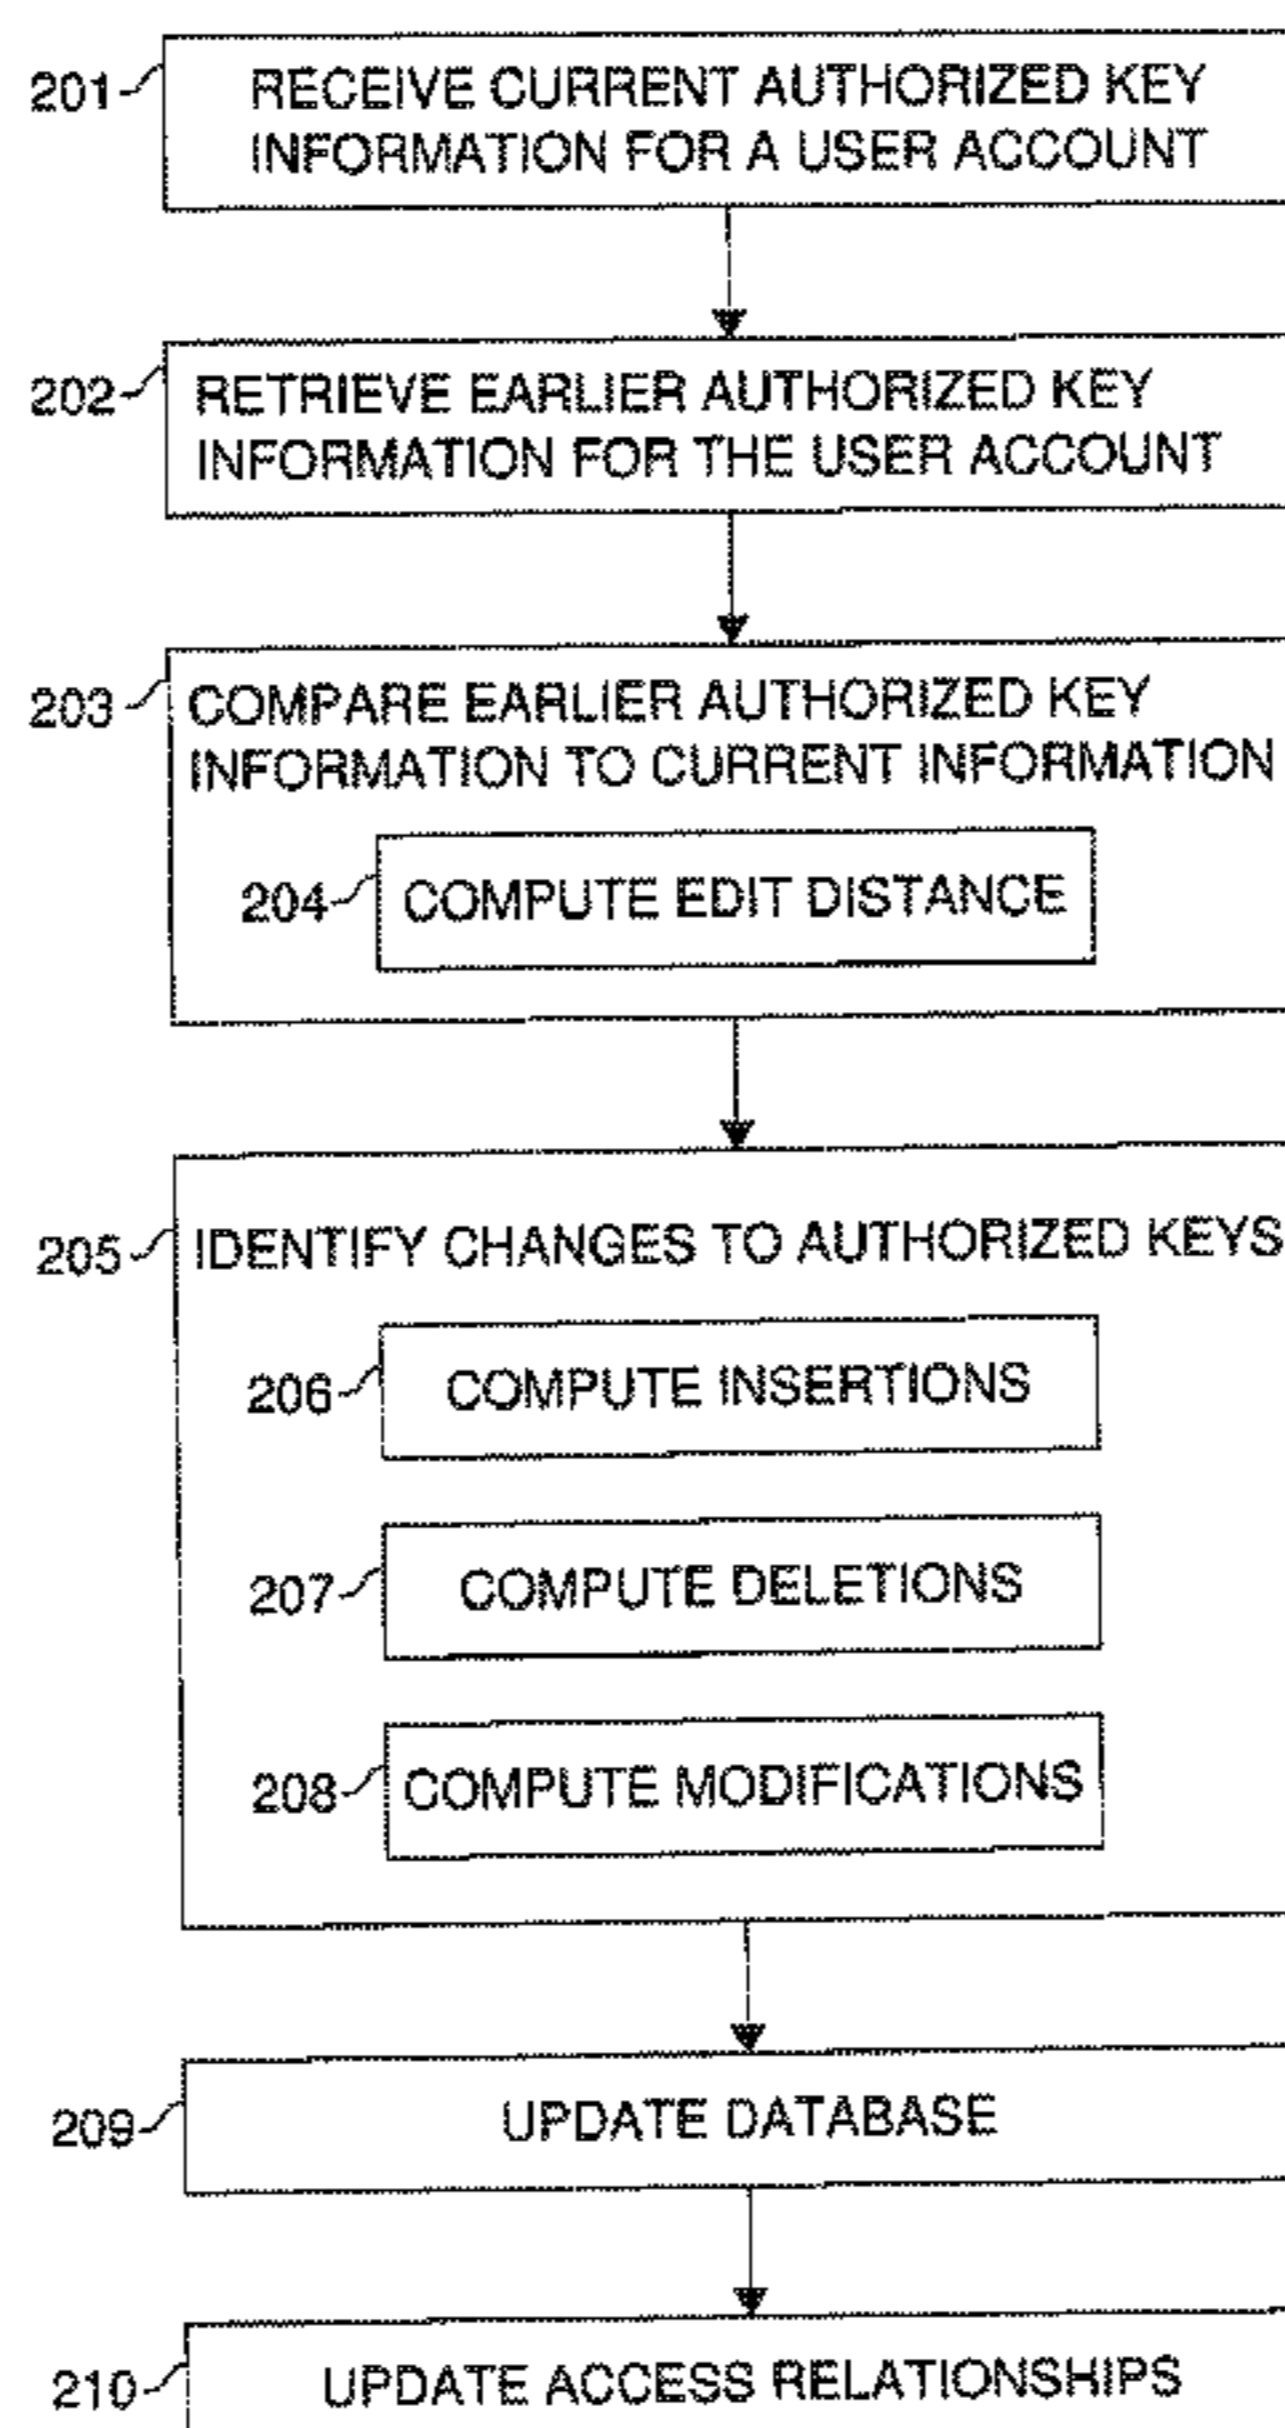 201 RECEIVE CURRENT AUTHORIZED KEY
INFORMATION FOR A USER ACCOUNT
202 RETRIEVE EARLIER AUTHORIZED KEY
INFORMATION FOR THE USER ACCOUNT
203 COMPARE EARLIER AUTHORIZED KEY
INFORMATION TO CURRENT INFORMATION
204 COMPUTE EDIT DISTANCE
205 IDENTIFY CHANGES TO AUTHORIZED KEYS
206 COMPUTE INSERTIONS
207 COMPUTE DELETIONS
208 COMPUTE MODIFICATIONS
209 UPDATE DATABASE
210 UPDATE ACCESS RELATIONSHIPS